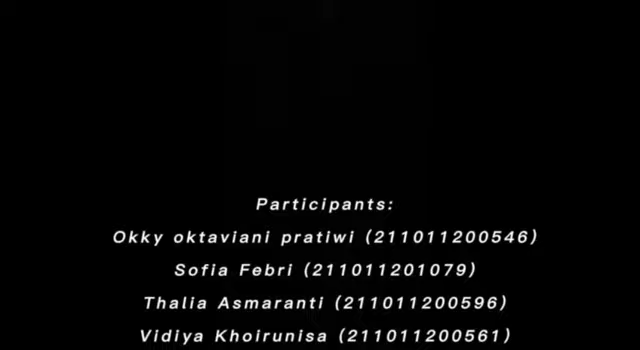 Participants:
Okky oktaviani pratiwi (211011200546)
Sofia Febri (211011201079)
Thalia Asmaranti (211011200596)
Vidiya Khoirunisa (211011200561)